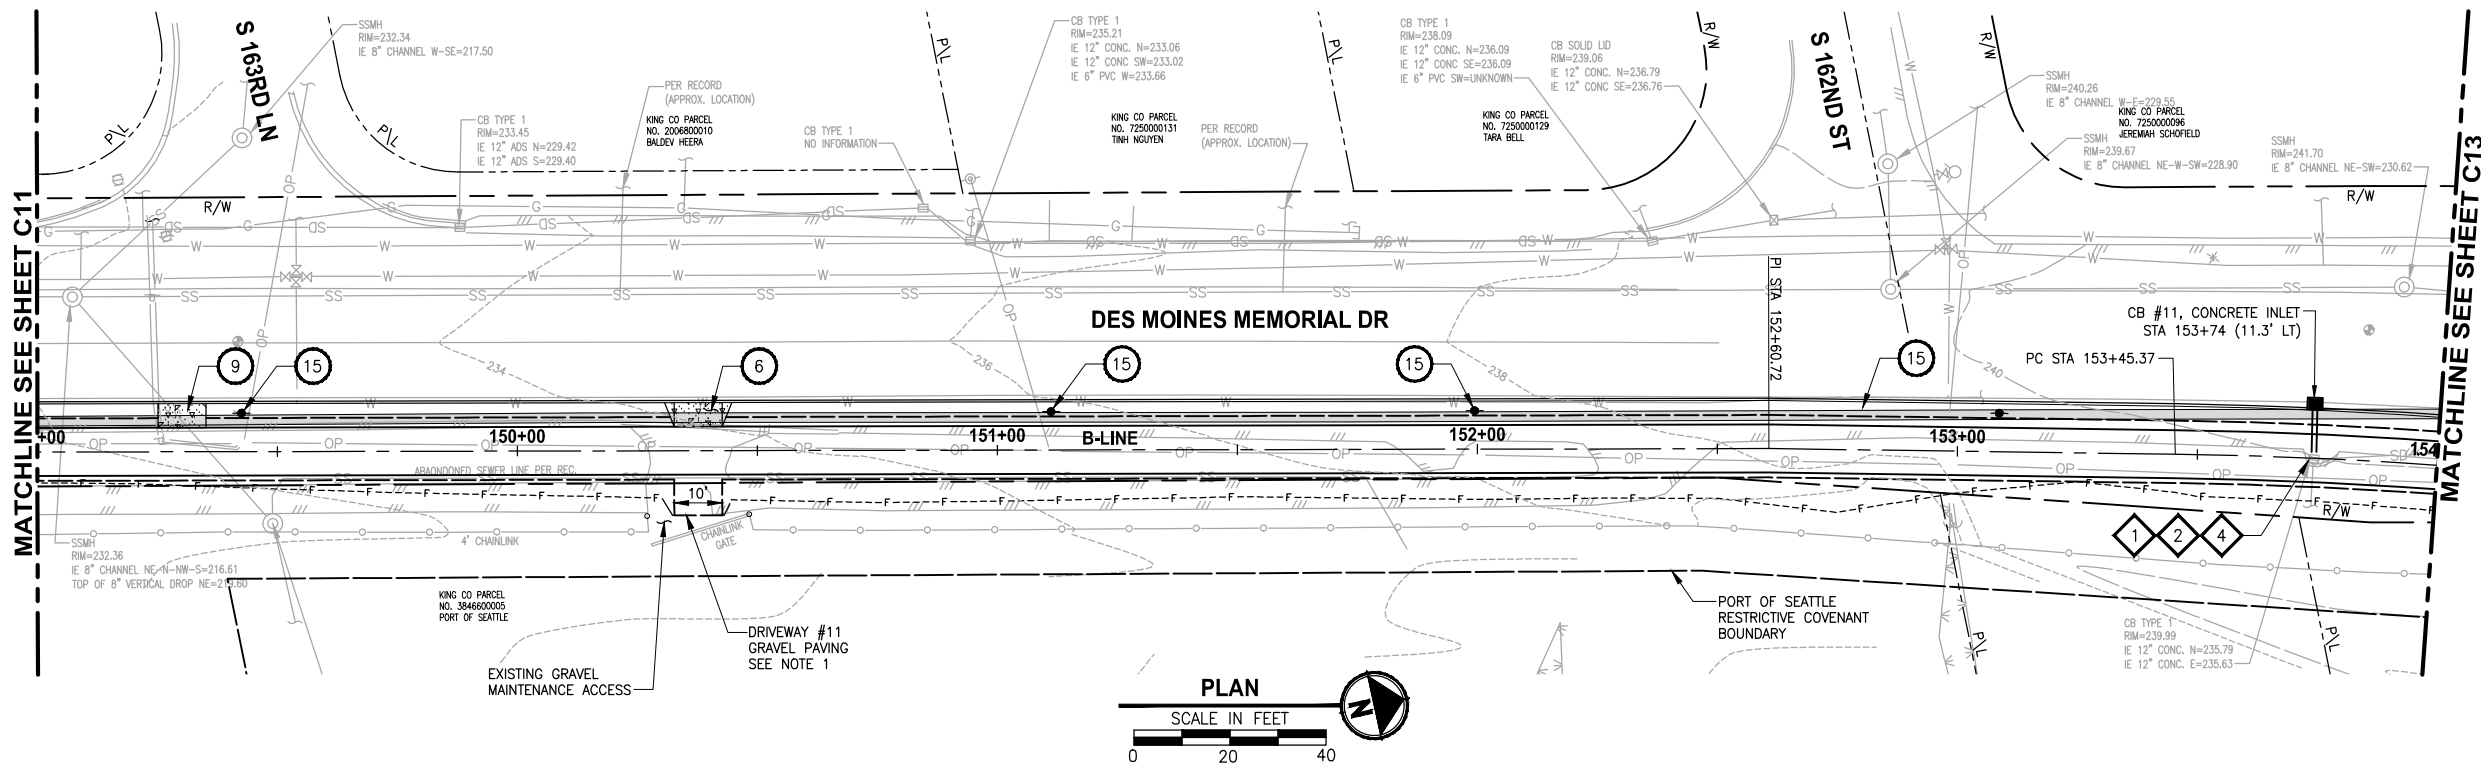 MATCHLINE SEE SHEET C11
S 163RD LN
SSMH
RIM=232.34
IE 8" CHANNEL W-SE=217.50
P\L
P\L
CB TYPE 1
RIM=233.45
IE 12" ADS N=229.42
IE 12" ADS S=229.40
PER RECORD
(APPROX. LOCATION)
KING CO PARCEL
NO. 2006800010
BALDEV HEERA
CB TYPE 1
NO INFORMATION
P\L
CB TYPE 1
RIM=235.21
IE 12" CONC. N=233.06
IE 12" CONC SW=233.02
IE 6" PVC W=233.66
KING CO PARCEL
NO. 7250000131
TINH NGUYEN
PER RECORD
(APPROX. LOCATION)
P\L
CB TYPE 1
RIM=238.09
IE 12" CONC. N=236.09
IE 12" CONC SE=236.09
IE 6" PVC SW=UNKNOWN
KING CO PARCEL
NO. 7250000129
TARA BELL
CB SOLID LID
RIM=239.06
IE 12" CONC. N=236.79
IE 12" CONC SE=236.76
R/W
S 162ND ST
R/W
SSMH
RIM=240.26
IE 8" CHANNEL W-E=229.55
KING CO PARCEL
NO. 7250000096
JEREMIAH SCHOFIELD
SSMH
RIM=239.67
IE 8" CHANNEL NE-W-SW=228.90
SSMH
RIM=241.70
IE 8" CHANNEL NE-SW=230.62
MATCHLINE SEE SHEET C13
R/W
R/W
DES MOINES MEMORIAL DR
PI STA 152+60.72
CB #11, CONCRETE INLET
STA 153+74 (11.3' LT)
PC STA 153+45.37
9
15
234
6
236
15
15
238
15
240
+00
150+00
151+00
B-LINE
152+00
153+00
154
ABANDONED SEWER LINE PER REC.
10'
4' CHAINLINK
CHAINLINK
GATE
SSMH
RIM=232.36
IE 8" CHANNEL NE-N-NW-S=216.61
TOP OF 8" VERTICAL DROP NE=219.60
KING CO PARCEL
NO. 3846600005
PORT OF SEATTLE
EXISTING GRAVEL
MAINTENANCE ACCESS
DRIVEWAY #11
GRAVEL PAVING
SEE NOTE 1
PORT OF SEATTLE
RESTRICTIVE COVENANT
BOUNDARY
1
2
4
R/W
P\L
P\L
CB TYPE 1
RIM=239.99
IE 12" CONC. N=235.79
IE 12" CONC. E=235.63
PLAN
N
SCALE IN FEET
0 20 40